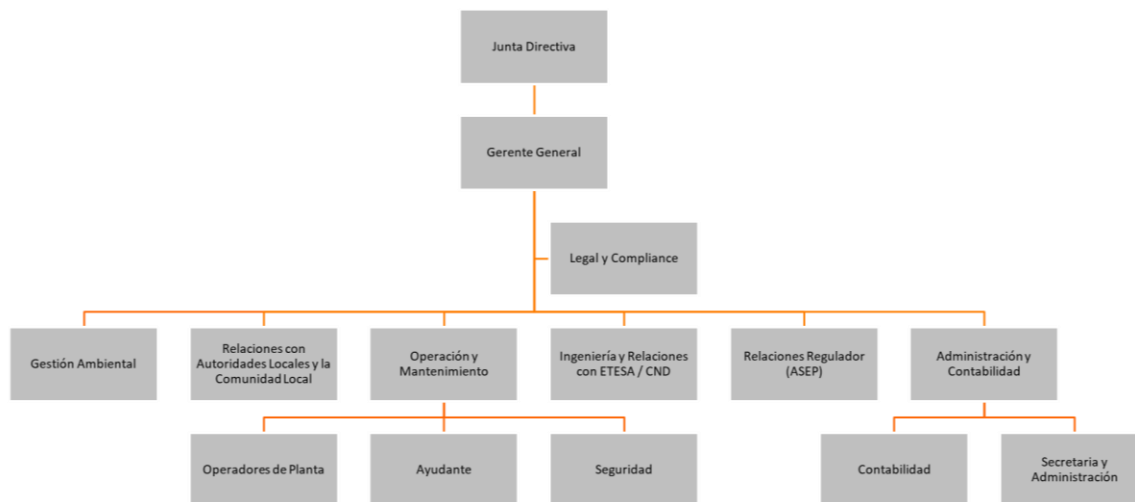 Junta Directiva
Gerente General
Legal y Compliance
Gestión Ambiental
Relaciones con
Autoridades Locales y la
Comunidad Local
Operación y
Mantenimiento
Ingeniería y Relaciones
con ETESA / CND
Relaciones Regulador
(ASEP)
Administración y
Contabilidad
Operadores de Planta
Ayudante
Seguridad
Contabilidad
Secretaria y
Administración